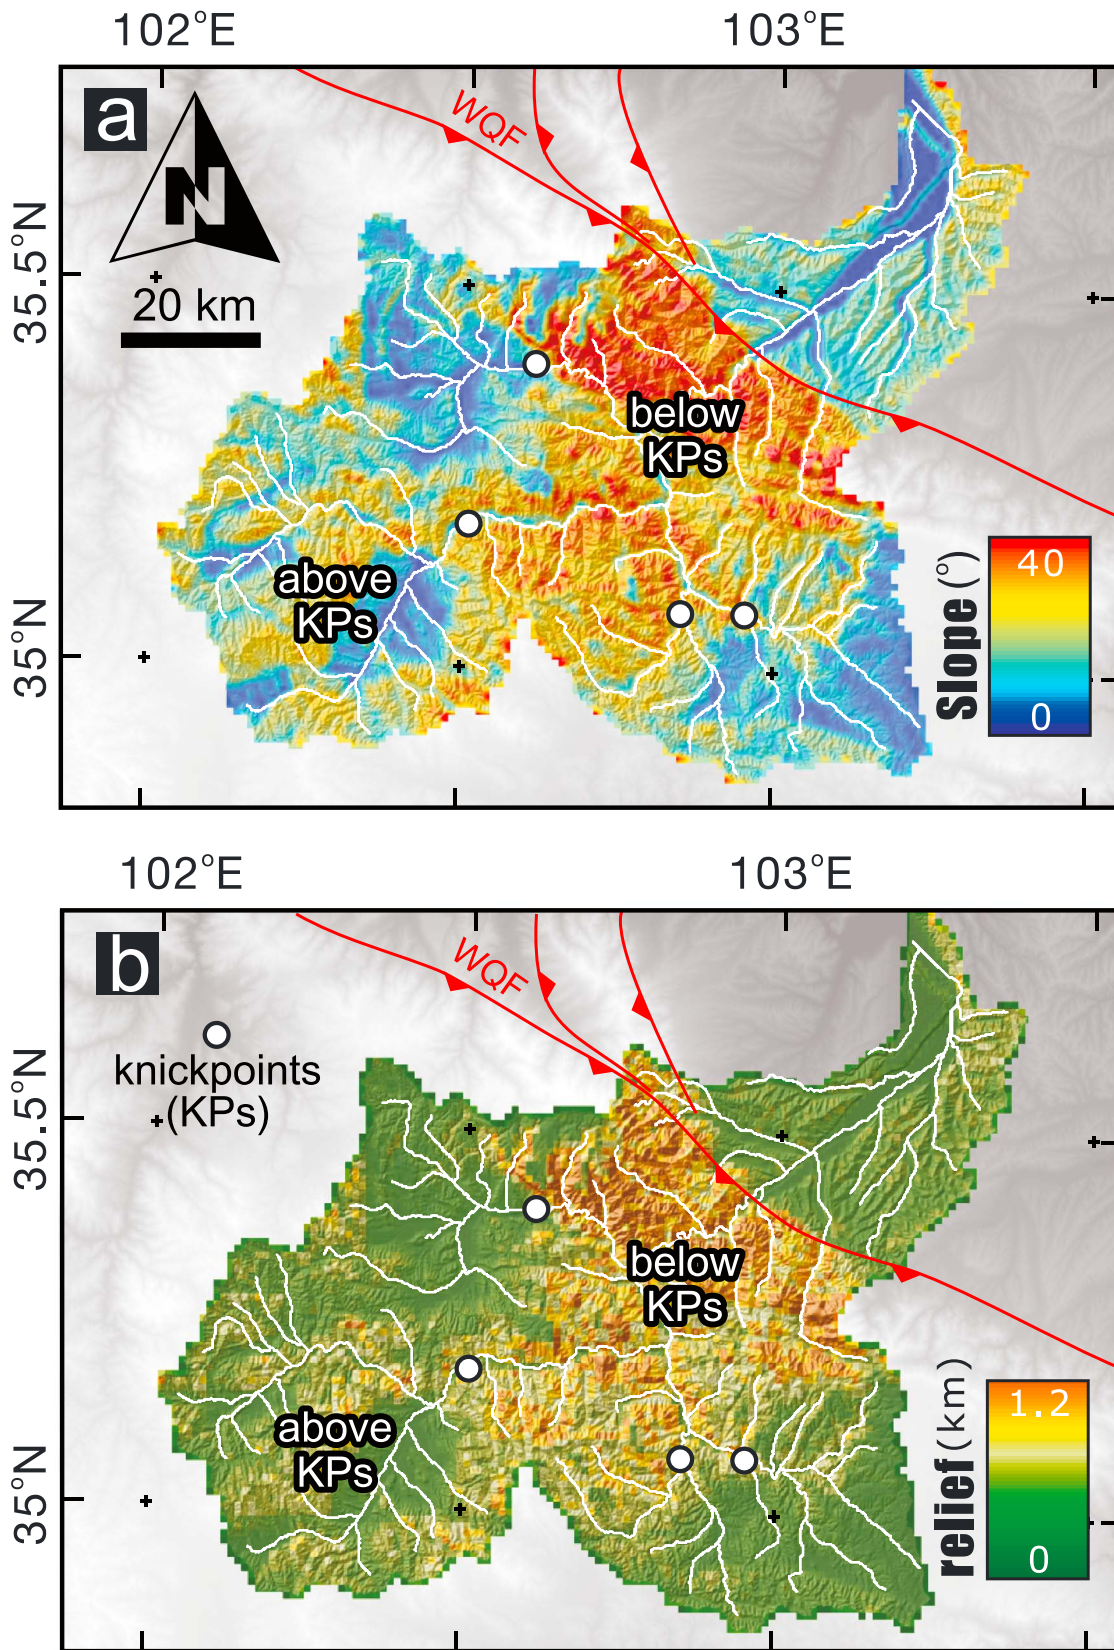 102°E 103°E
a
N
WQF
35.5°N
20 km
below
KPs
above
KPs
35°N
Slope (°)
40
0
102°E 103°E
b
WQF
knickpoints
(KPs)
35.5°N
below
KPs
above
KPs
35°N
relief (km)
1.2
0